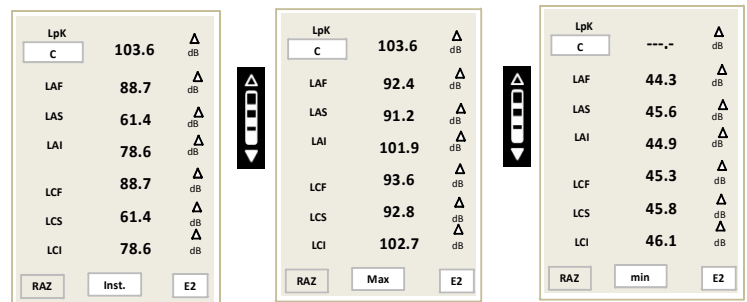 LpK
C 103.6 Δ dB
LAF 88.7 Δ dB
LAS 61.4 Δ dB
LAI 78.6 Δ dB
LCF 88.7 Δ dB
LCS 61.4 Δ dB
LCI 78.6 Δ dB
RAZ Inst. E2
LpK
C 103.6 Δ dB
LAF 92.4 Δ dB
LAS 91.2 Δ dB
LAI 101.9 Δ dB
LCF 93.6 Δ dB
LCS 92.8 Δ dB
LCI 102.7 Δ dB
RAZ Max E2
LpK
C ---.- Δ dB
LAF 44.3 Δ dB
LAS 45.6 Δ dB
LAI 44.9 Δ dB
LCF 45.3 Δ dB
LCS 45.8 Δ dB
LCI 46.1 Δ dB
RAZ min E2